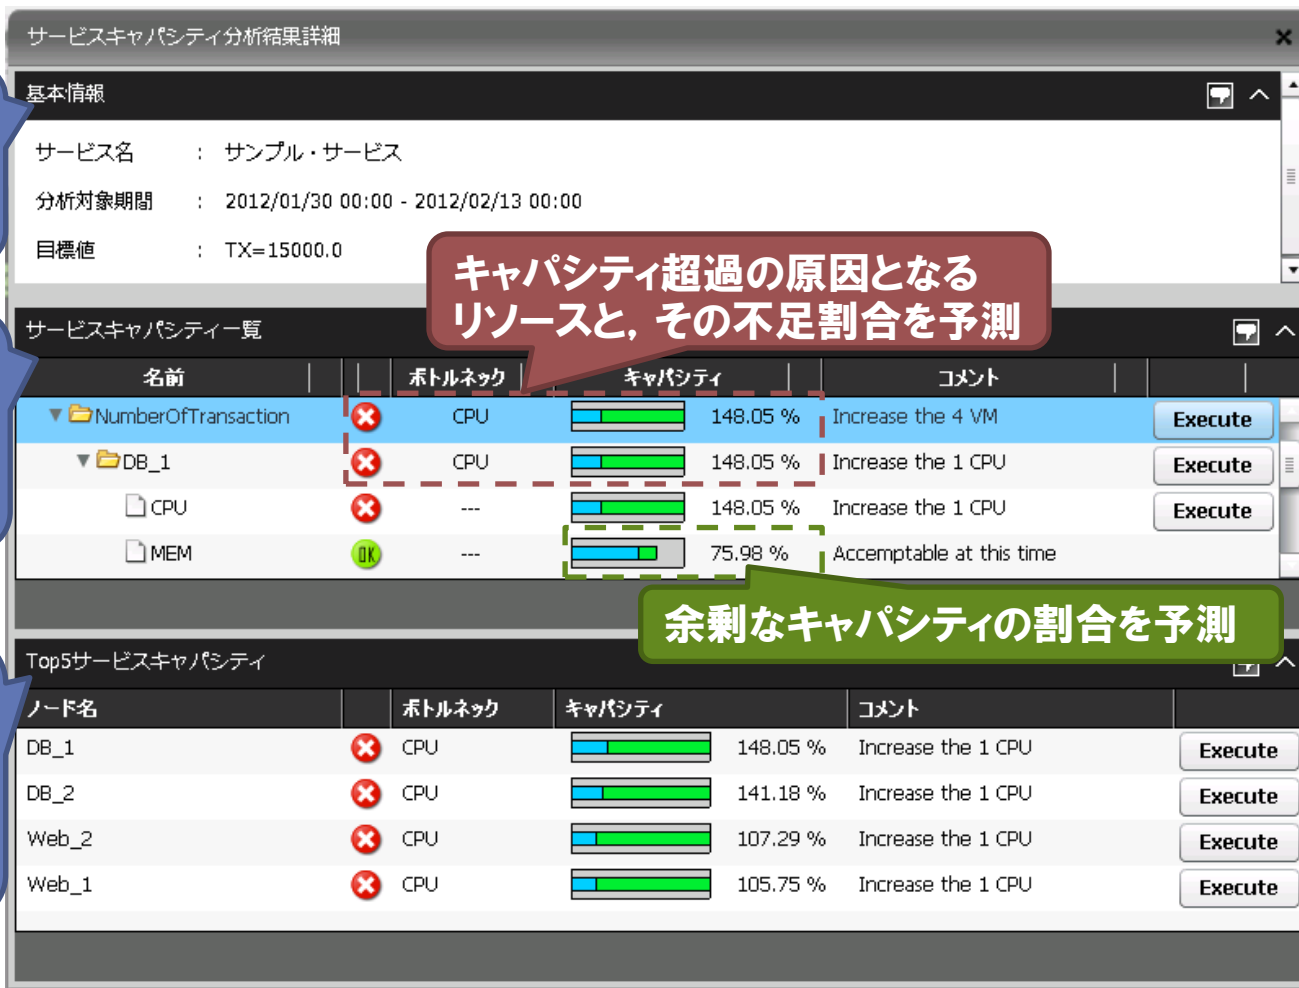 サービスキャパシティ分析結果詳細
基本情報
サービス名 : サンプル・サービス
分析対象期間 : 2012/01/30 00:00 - 2012/02/13 00:00
目標値 : TX=15000.0
キャパシティ超過の原因となる
リソースと，その不足割合を予測
サービスキャパシティ一覧
名前 ボトルネック キャパシティ コメント
NumberOfTransaction CPU 148.05 % Increase the 4 VM Execute
DB_1 CPU 148.05 % Increase the 1 CPU Execute
CPU --- 148.05 % Increase the 1 CPU Execute
MEM OK --- 75.98 % Accemptable at this time
余剰なキャパシティの割合を予測
Top5サービスキャパシティ
ノード名 ボトルネック キャパシティ コメント
DB_1 CPU 148.05 % Increase the 1 CPU Execute
DB_2 CPU 141.18 % Increase the 1 CPU Execute
Web_2 CPU 107.29 % Increase the 1 CPU Execute
Web_1 CPU 105.75 % Increase the 1 CPU Execute